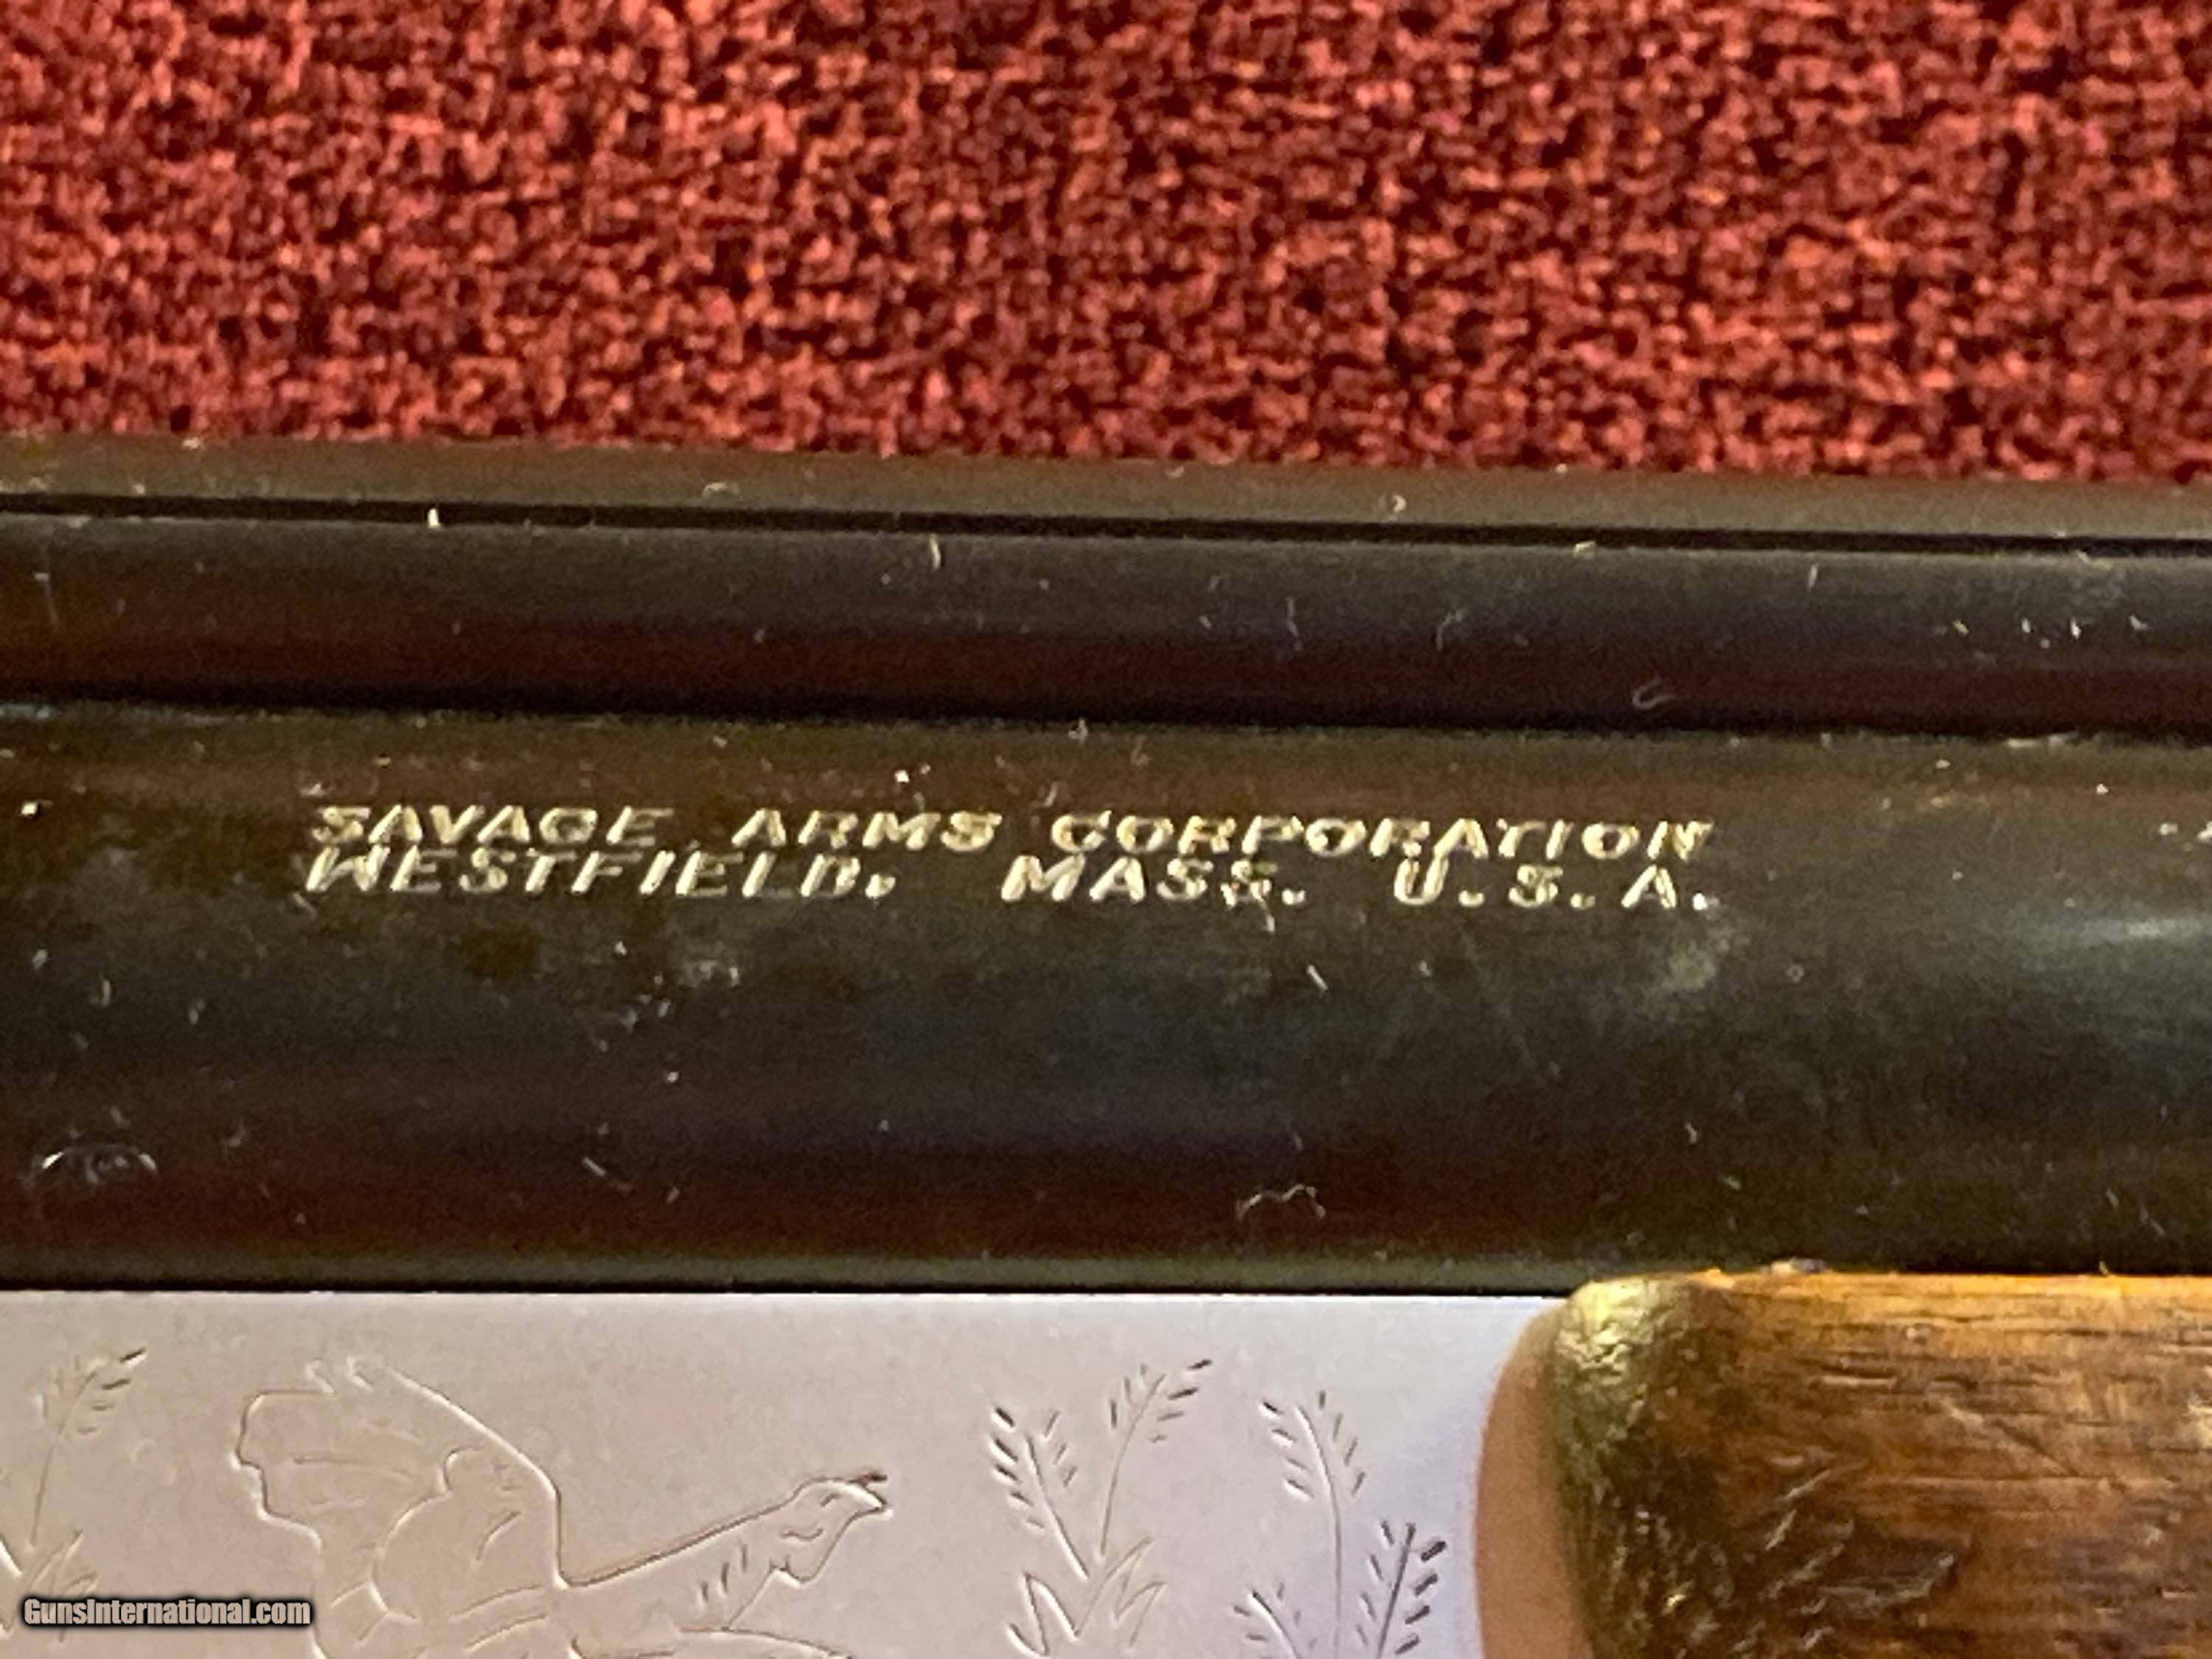 SAVAGE ARMS CORPORATION
WESTFIELD. MASS. U.S.A.
GunsInternational.com